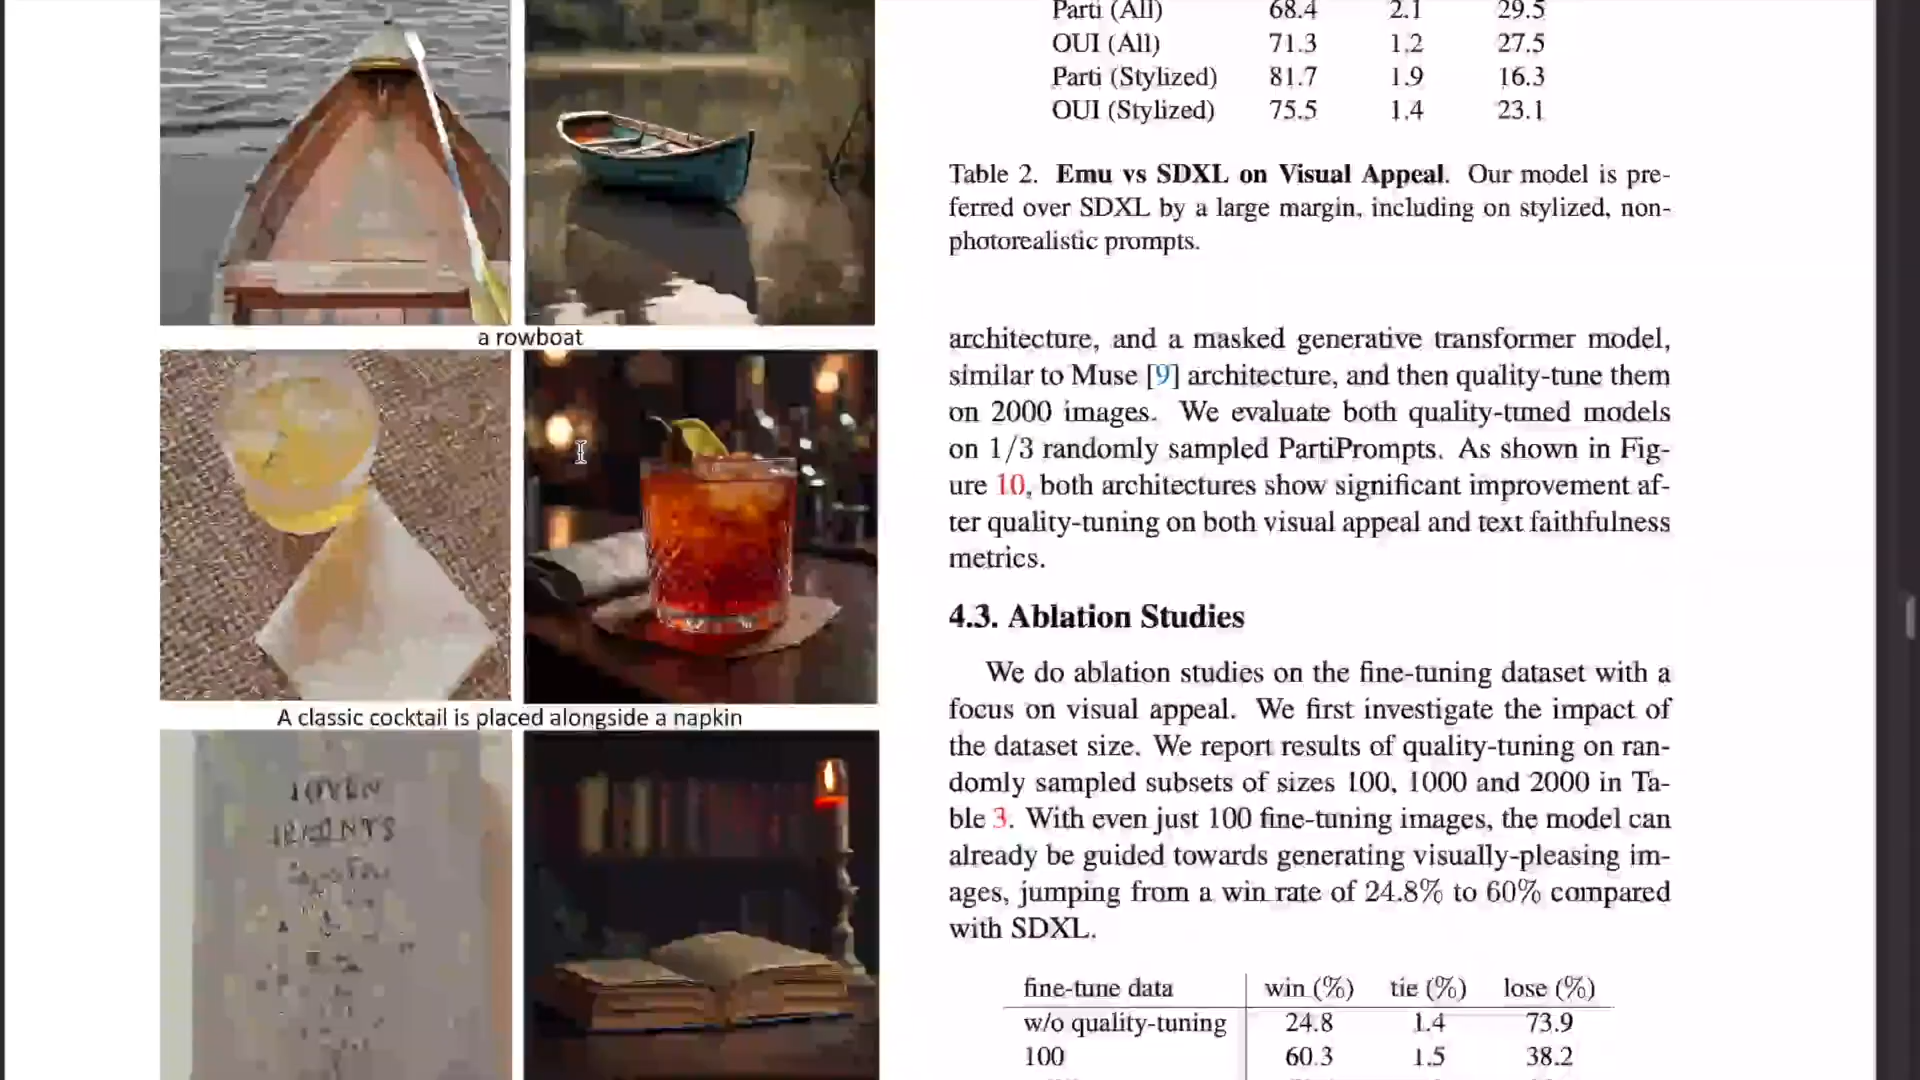 a rowboat
A classic cocktail is placed alongside a napkin
Parti (All) 68.4 2.1 29.5
OUI (All) 71.3 1.2 27.5
Parti (Stylized) 81.7 1.9 16.3
OUI (Stylized) 75.5 1.4 23.1
Table 2. Emu vs SDXL on Visual Appeal. Our model is pre-
ferred over SDXL by a large margin, including on stylized, non-
photorealistic prompts.
architecture, and a masked generative transformer model,
similar to Muse [9] architecture, and then quality-tune them
on 2000 images. We evaluate both quality-tuned models
on 1/3 randomly sampled PartiPrompts. As shown in Fig-
ure 10, both architectures show significant improvement af-
ter quality-tuning on both visual appeal and text faithfulness
metrics.
4.3. Ablation Studies
We do ablation studies on the fine-tuning dataset with a
focus on visual appeal. We first investigate the impact of
the dataset size. We report results of quality-tuning on ran-
domly sampled subsets of sizes 100, 1000 and 2000 in Ta-
ble 3. With even just 100 fine-tuning images, the model can
already be guided towards generating visually-pleasing im-
ages, jumping from a win rate of 24.8% to 60% compared
with SDXL.
fine-tune data win (%) tie (%) lose (%)
w/o quality-tuning 24.8 1.4 73.9
100 60.3 1.5 38.2